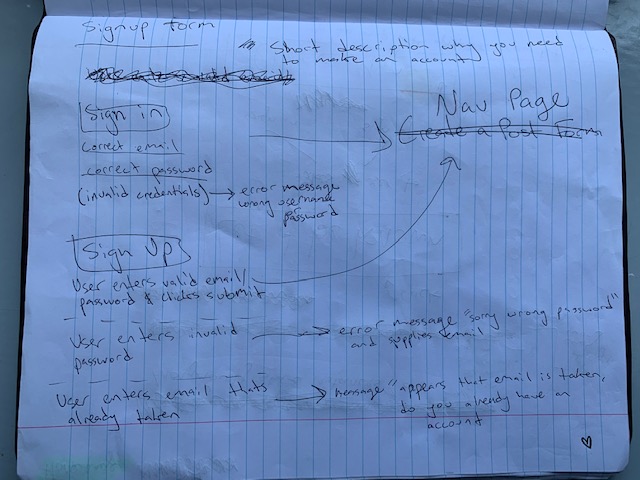 Signup form
" Short description why you need
to make an account"
Sign in
correct email
correct password
Nav Page
Create a Post Form
(invalid credentials) → error message
wrong username
or
password
Sign Up
User enters valid email/
password & clicks submit
User enters invalid
password
error message "sorry wrong password"
and supplies email
User enters email thats
already taken
message "appears that email is taken,
do you already have an
account